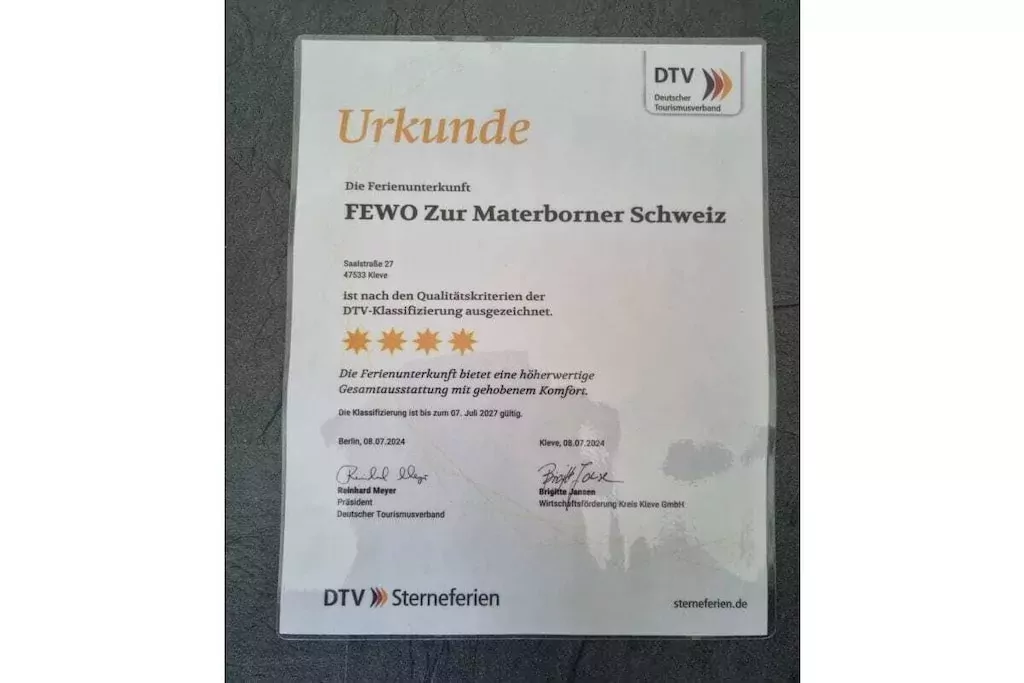 DTV
Deutscher
Tourismusverband
Urkunde
Die Ferienunterkunft
FEWO Zur Materborner Schweiz
Saalstraße 27
47533 Kleve
ist nach den Qualitätskriterien der
DTV-Klassifizierung ausgezeichnet.
Die Ferienunterkunft bietet eine höherwertige
Gesamtausstattung mit gehobenem Komfort.
Die Klassifizierung ist bis zum 07. Juli 2027 gültig.
Berlin, 08.07.2024
Reinhard Meyer
Präsident
Deutscher Tourismusverband
Kleve, 08.07.2024
Brigitte Jansen
Wirtschaftsförderung Kreis Kleve GmbH
DTV Sterneferien
sterneferien.de